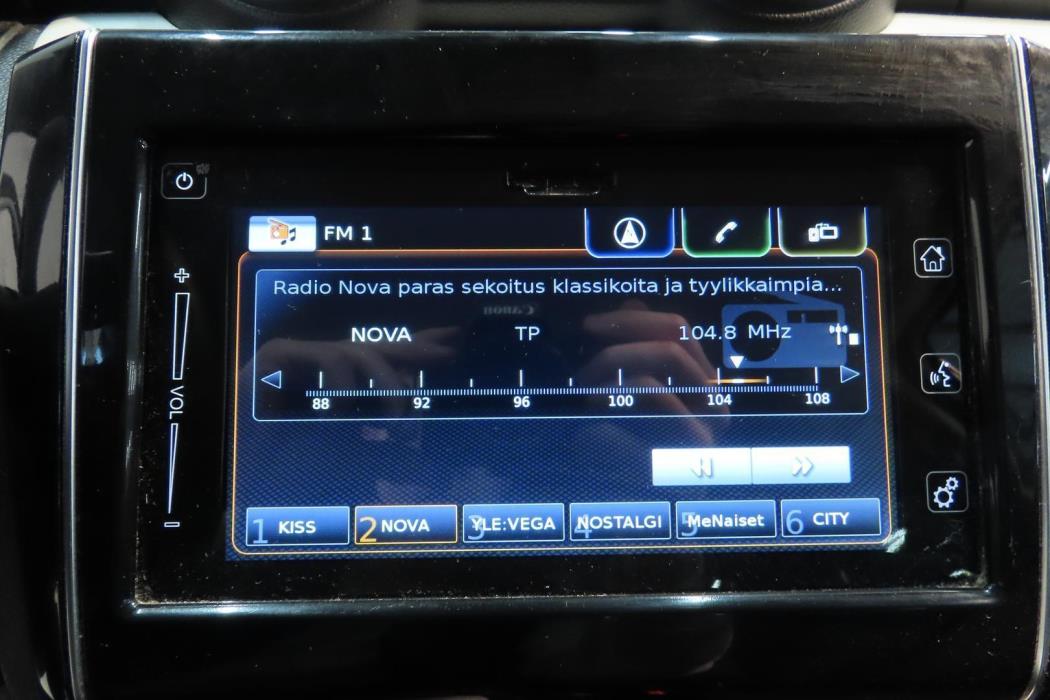 FM 1
Radio Nova paras sekoitus klassikoita ja tyylikkaimpia...
NOVA TP 104.8 MHz
88 92 96 100 104 108
VOL
1 KISS 2 NOVA 3 YLE:VEGA 4 NOSTALGI 5 MeNaiset 6 CITY
Canon